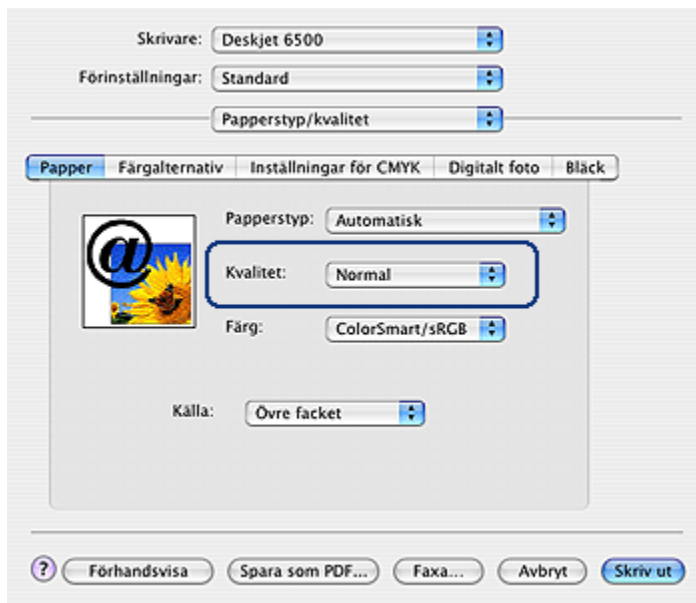 Skrivare: Deskjet 6500
Förinställningar: Standard
Papperstyp/kvalitet
Papper Färgalternativ Inställningar för CMYK Digitalt foto Bläck
Papperstyp: Automatisk
@
Kvalitet: Normal
Färg: ColorSmart/sRGB
Källa: Övre facket
? Förhandsvisa Spara som PDF... Faxa... Avbryt Skriv ut